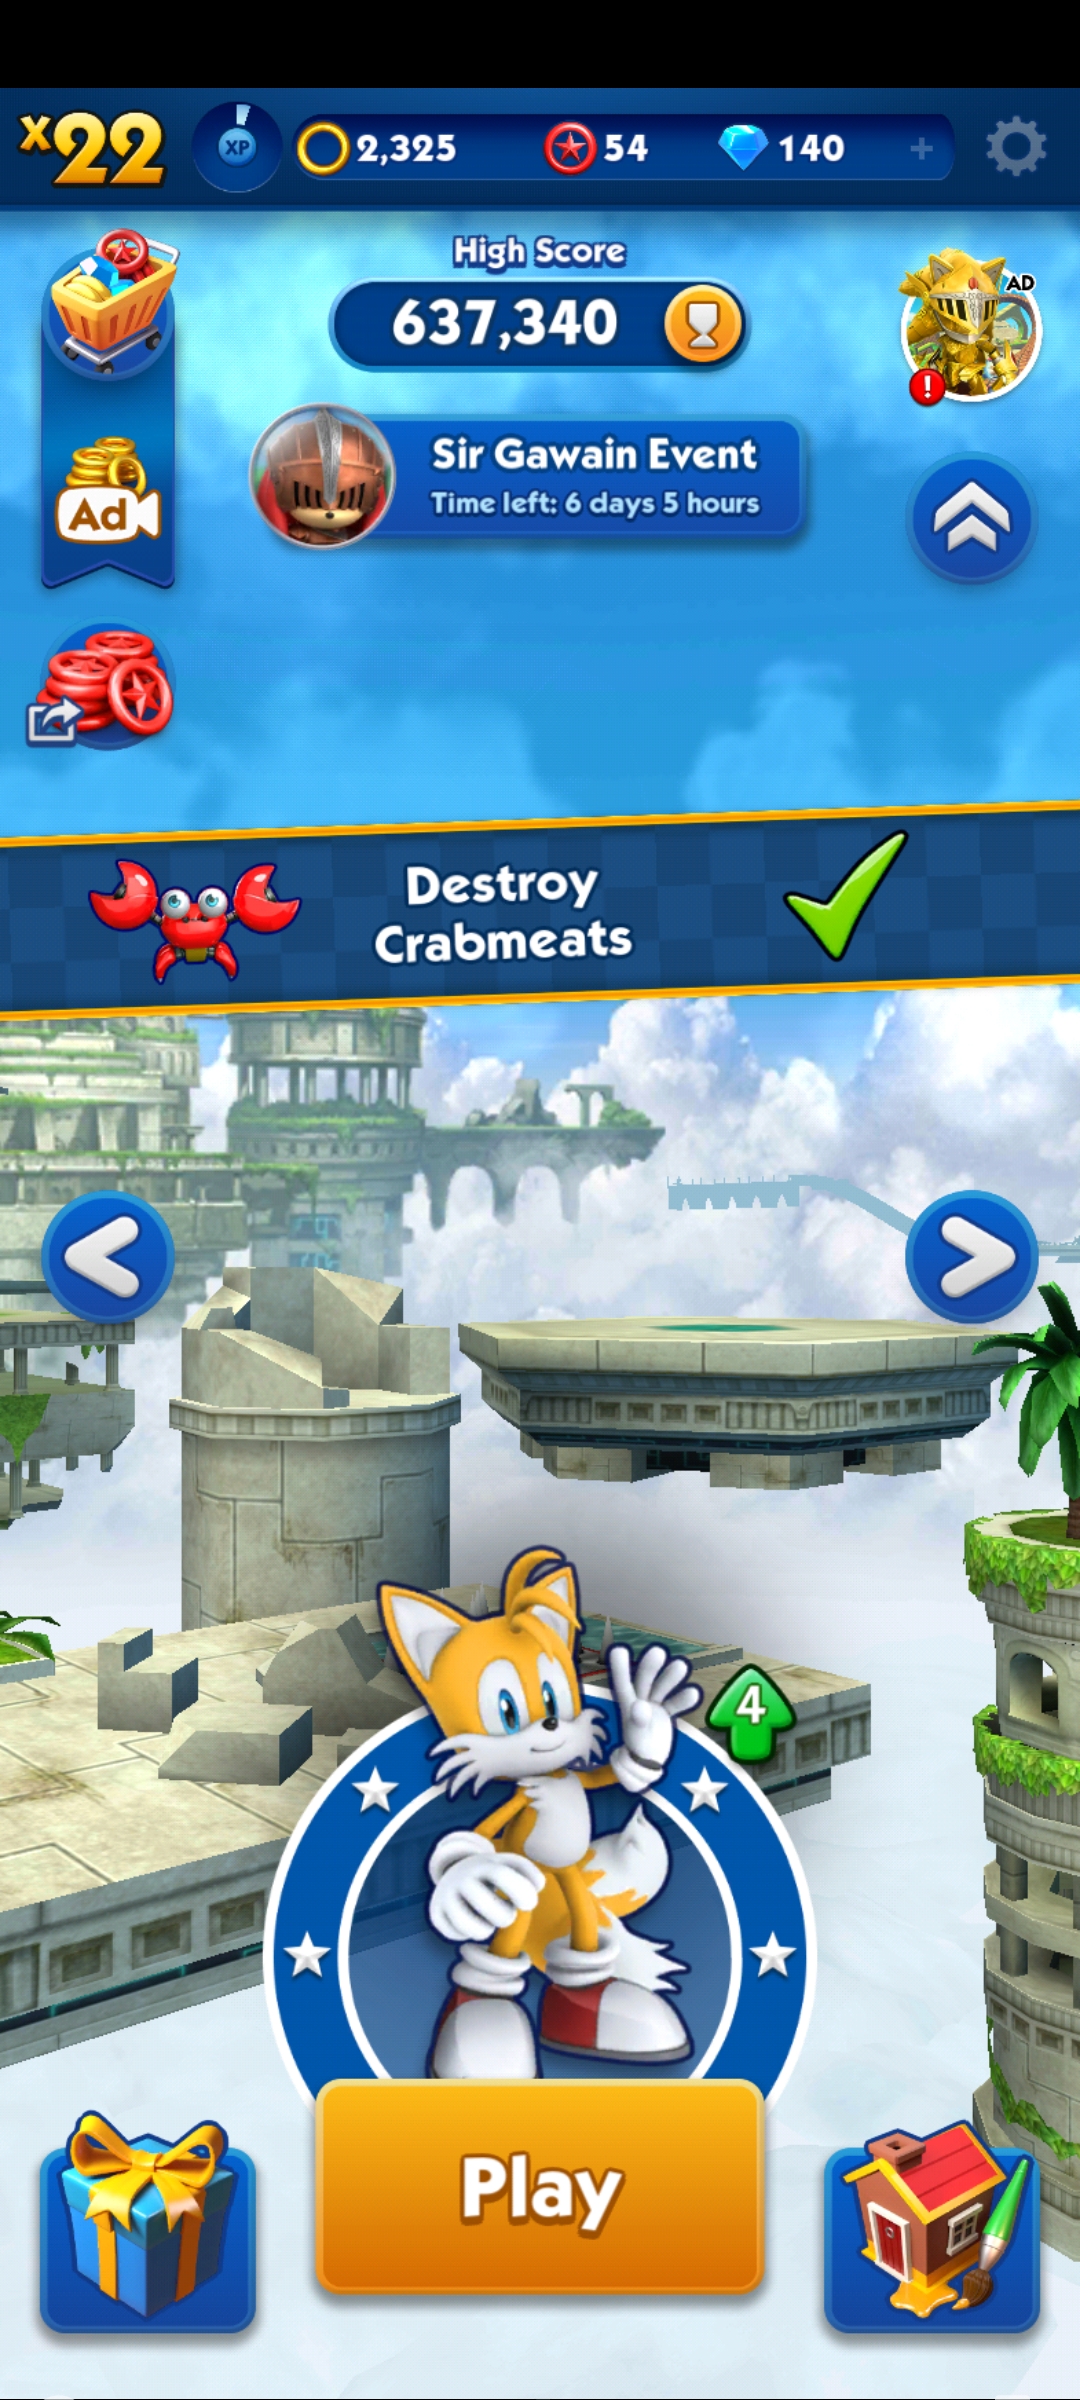 x22
XP
2,325
54
140
+
High Score
637,340
AD
!
Sir Gawain Event
Time left: 6 days 5 hours
Ad
Destroy
Crabmeats
4
Play